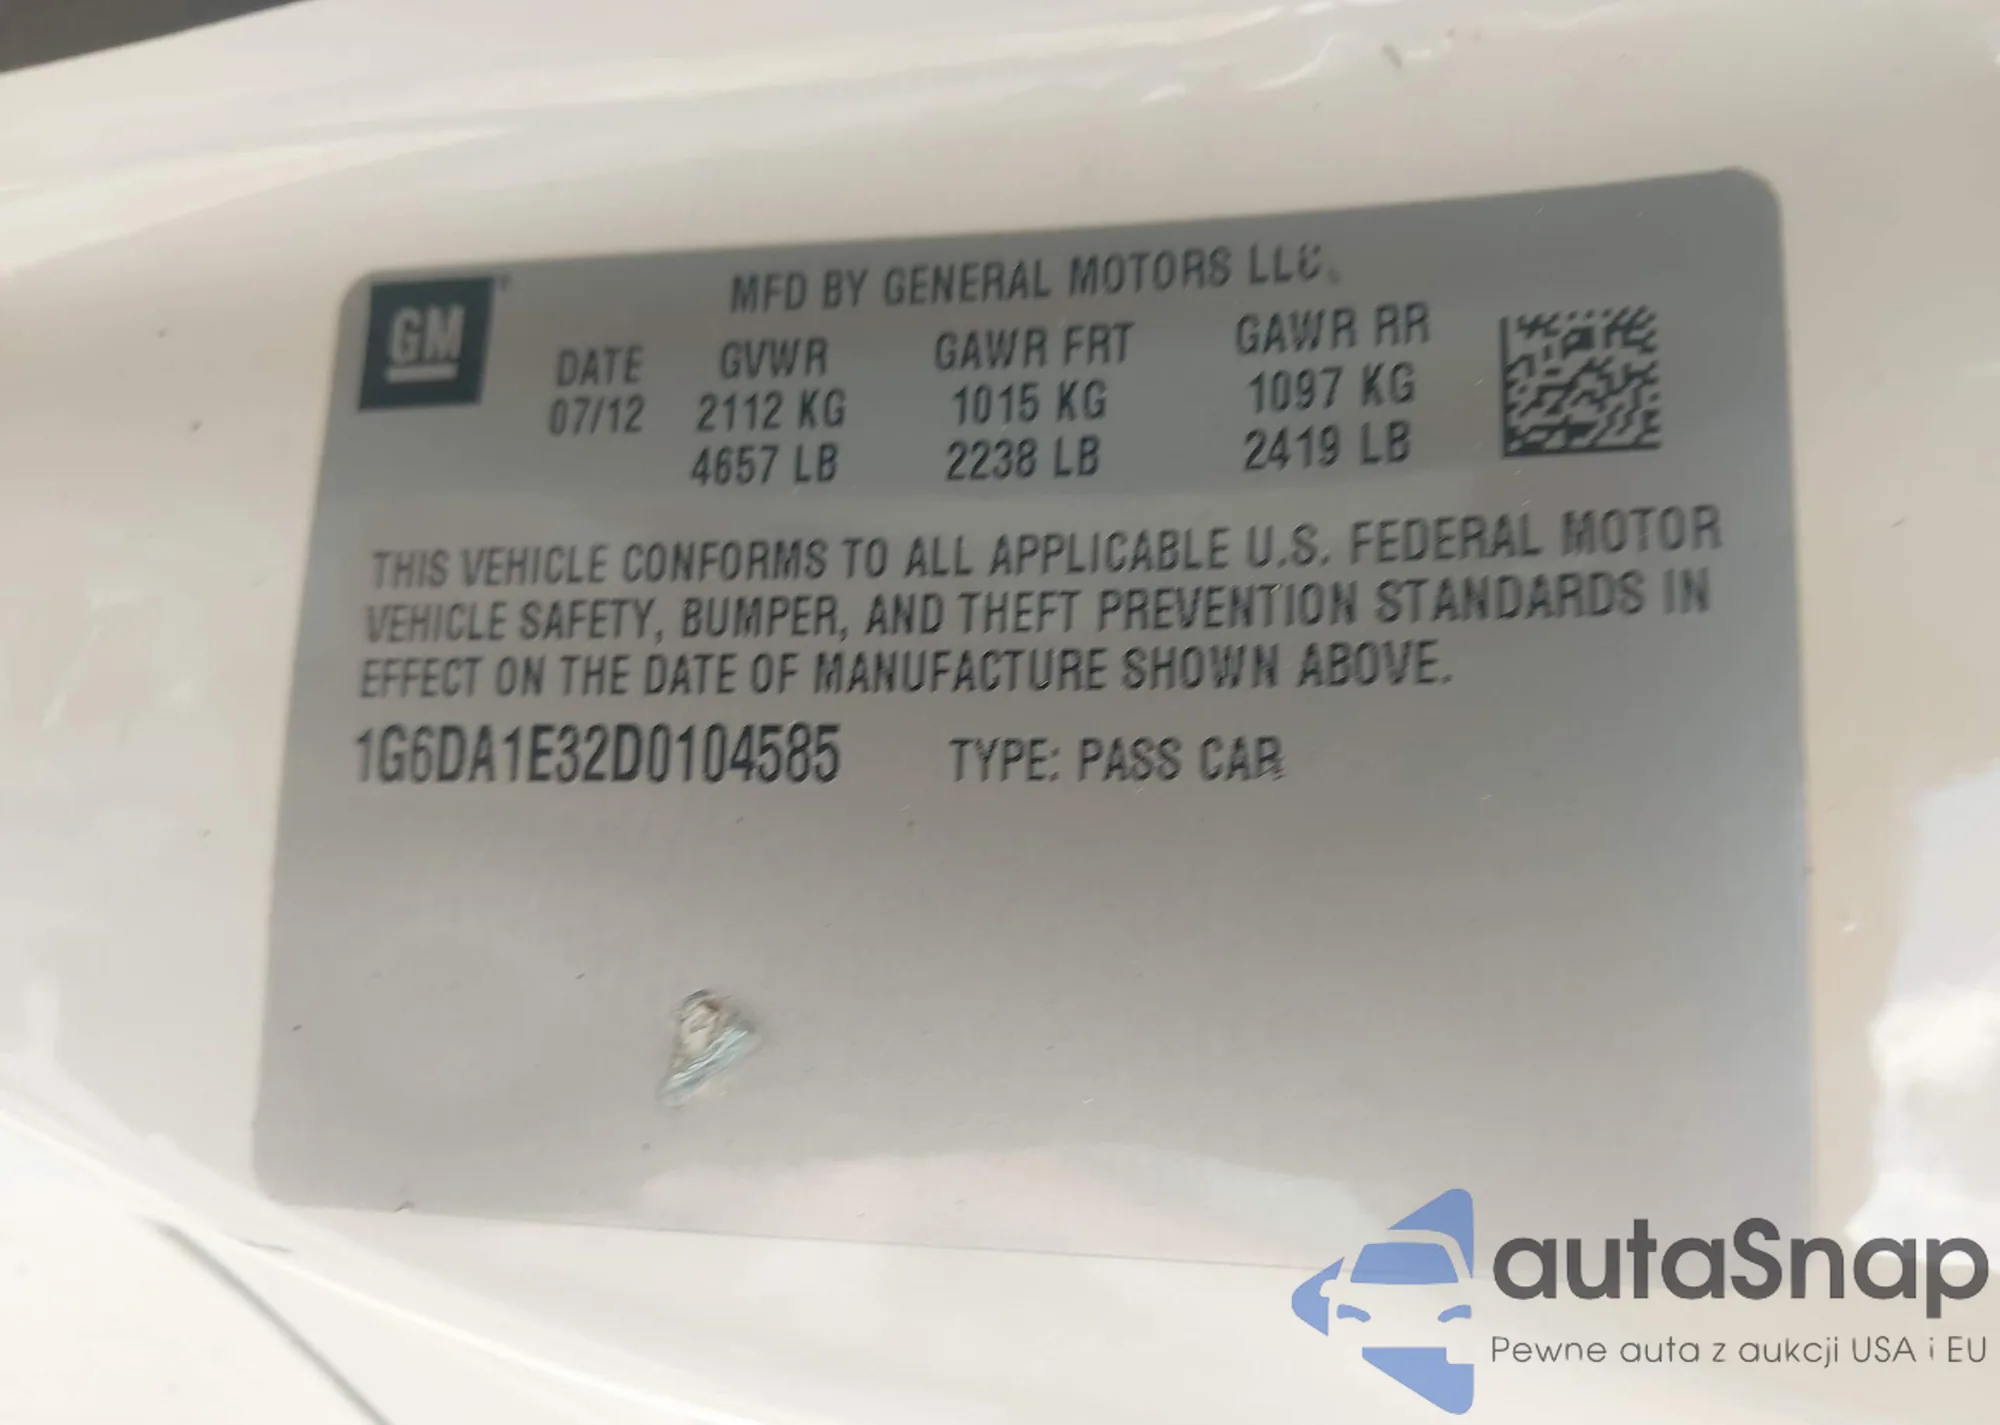 GM
MFD BY GENERAL MOTORS LLC.
DATE GVWR GAWR FRT GAWR RR
07/12 2112 KG 1015 KG 1097 KG
4657 LB 2238 LB 2419 LB
THIS VEHICLE CONFORMS TO ALL APPLICABLE U.S. FEDERAL MOTOR
VEHICLE SAFETY, BUMPER, AND THEFT PREVENTION STANDARDS IN
EFFECT ON THE DATE OF MANUFACTURE SHOWN ABOVE.
1G6DA1E32D0104585 TYPE: PASS CAR
autaSnap
Pewne auta z aukcji USA i EU